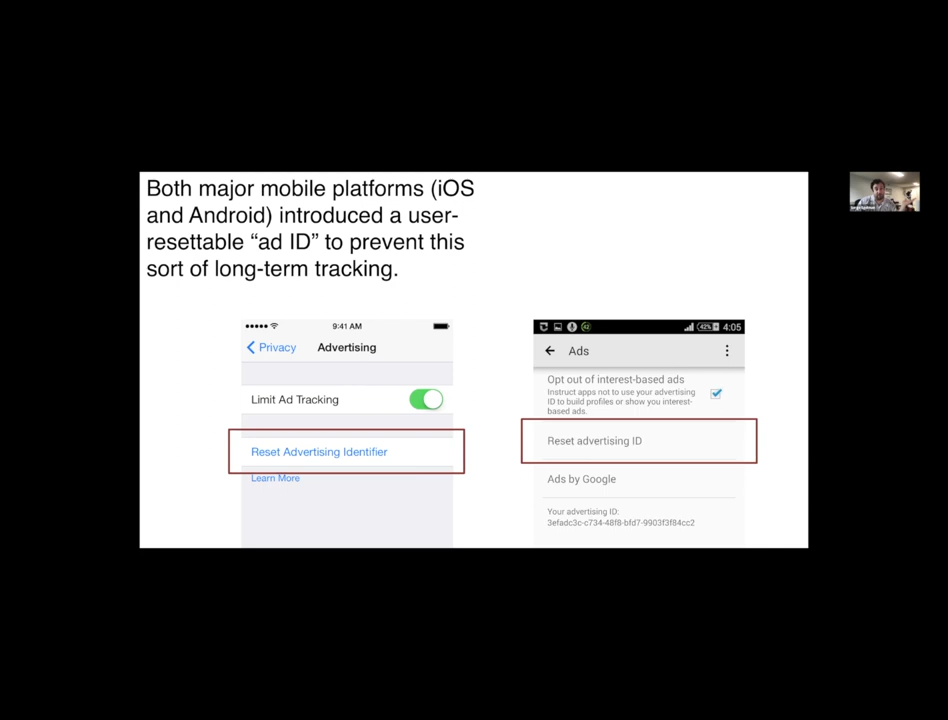 Both major mobile platforms (iOS
and Android) introduced a user-
resettable “ad ID” to prevent this
sort of long-term tracking.
9:41 AM
Privacy
Advertising
Limit Ad Tracking
Reset Advertising Identifier
Learn More
42
42%
4:05
Ads
Opt out of interest-based ads
Instruct apps not to use your advertising
ID to build profiles or show you interest-
based ads.
Reset advertising ID
Ads by Google
Your advertising ID:
3efadc3c-c734-48f8-bfd7-9903f3f84cc2